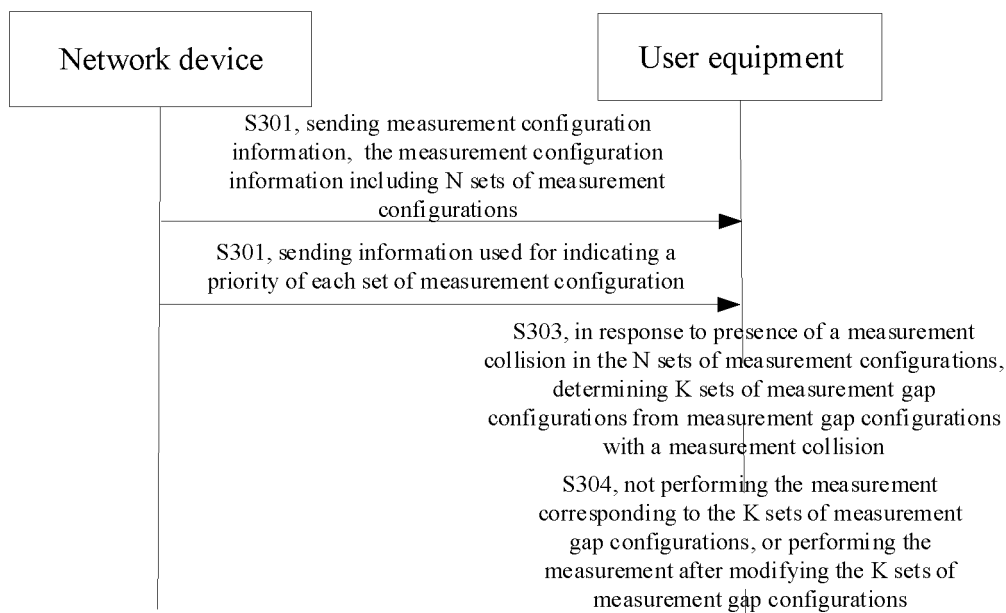 Network device
User equipment
S301, sending measurement configuration
information, the measurement configuration
information including N sets of measurement
configurations
S301, sending information used for indicating a
priority of each set of measurement configuration
S303, in response to presence of a measurement
collision in the N sets of measurement configurations,
determining K sets of measurement gap
configurations from measurement gap configurations
with a measurement collision
S304, not performing the measurement
corresponding to the K sets of measurement
gap configurations, or performing the
measurement after modifying the K sets of
measurement gap configurations